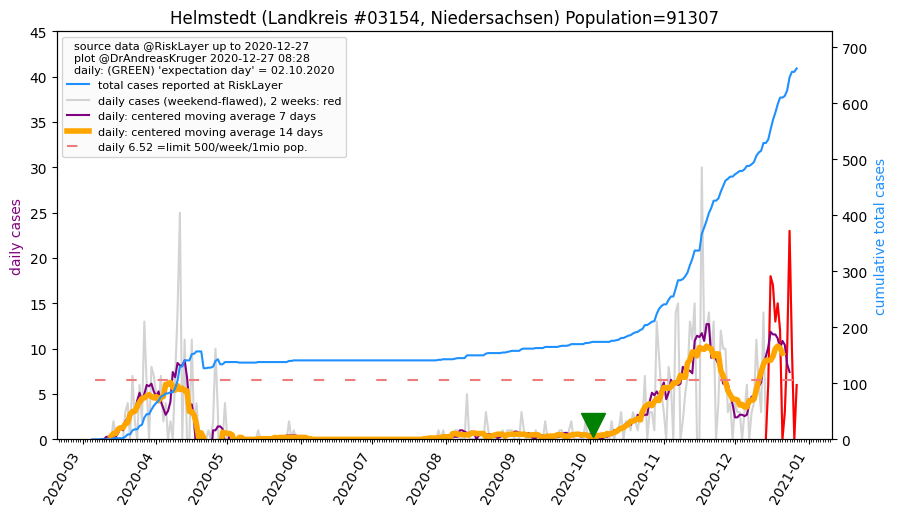 Helmstedt (Landkreis #03154, Niedersachsen) Population=91307
source data @RiskLayer up to 2020-12-27
plot @DrAndreasKruger 2020-12-27 08:28
daily: (GREEN) 'expectation day' = 02.10.2020
total cases reported at RiskLayer
daily cases (weekend-flawed), 2 weeks: red
daily: centered moving average 7 days
daily: centered moving average 14 days
daily 6.52 =limit 500/week/1mio pop.
daily cases
45
40
35
30
25
20
15
10
5
0
cumulative total cases
700
600
500
400
300
200
100
0
2020-03
2020-04
2020-05
2020-06
2020-07
2020-08
2020-09
2020-10
2020-11
2020-12
2021-01